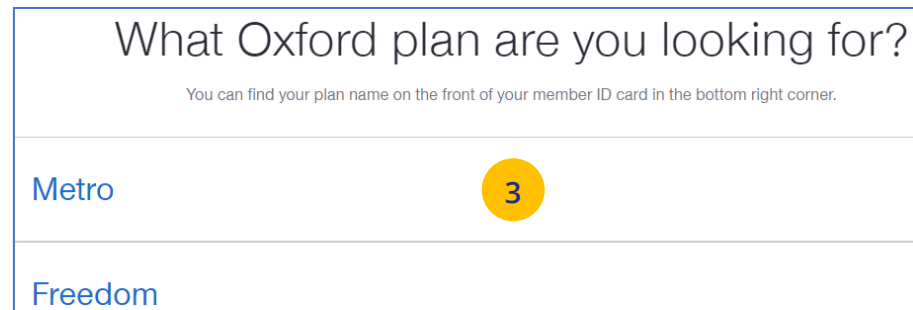 What Oxford plan are you looking for?
You can find your plan name on the front of your member ID card in the bottom right corner.
Metro
3
Freedom